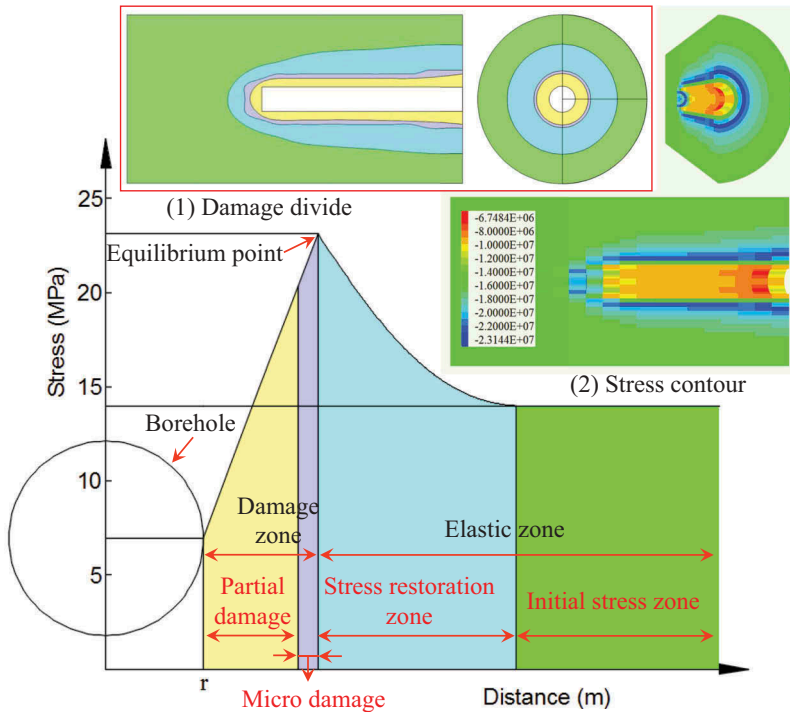 (1) Damage divide
-6.7484E+06
-8.0000E+06
-1.0000E+07
-1.2000E+07
-1.4000E+07
-1.6000E+07
-1.8000E+07
-2.0000E+07
-2.2000E+07
-2.3144E+07
(2) Stress contour
25
20
15
10
5
Stress (MPa)
Equilibrium point
Borehole
Damage
zone
Elastic zone
Partial
damage
Stress restoration
zone
Initial stress zone
r
Micro damage
Distance (m)